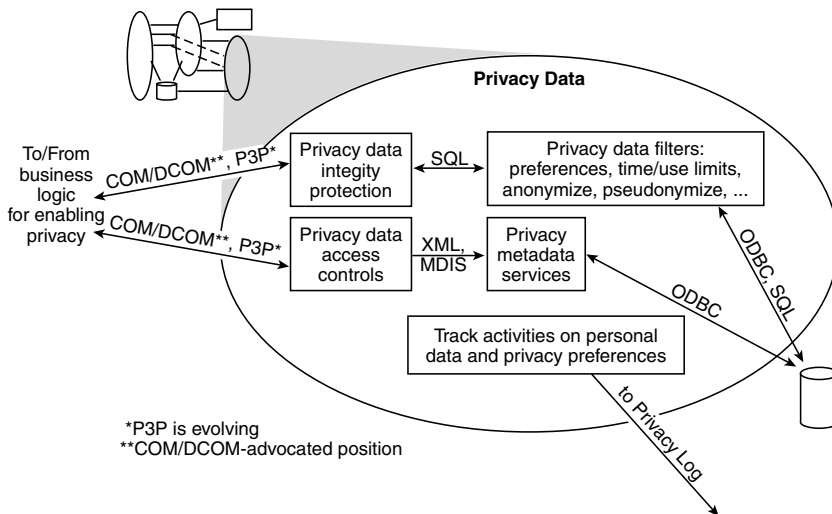 Privacy Data
To/From
business
logic
for enabling
privacy
COM/DCOM**, P3P*
COM/DCOM**, P3P*
Privacy data
integity
protection
SQL
Privacy data filters:
preferences, time/use limits,
anonymize, pseudonymize, ...
Privacy data
access
controls
XML,
MDIS
Privacy
metadata
services
ODBC
ODBC, SQL
Track activities on personal
data and privacy preferences
to Privacy Log
*P3P is evolving
**COM/DCOM-advocated position